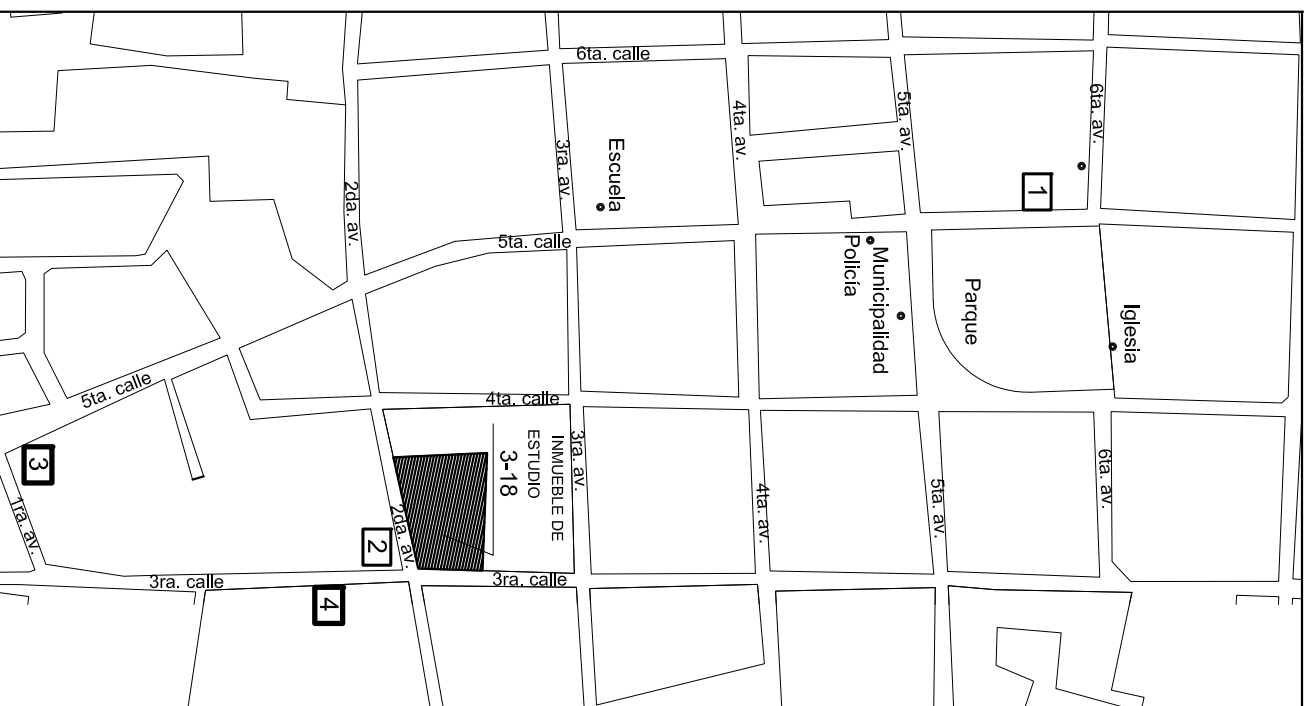 6ta. calle
4ta. av.
5ta. av.
6ta. av.
Escuela
3ra. av.
1
2da. av.
5ta. calle
Municipalidad
Policía
Parque
Iglesia
5ta. calle
4ta. calle
3ra. av.
INMUEBLE DE
ESTUDIO
3-18
4ta. av.
5ta. av.
6ta. av.
3
1ra. av.
2
2da. av.
3ra. calle
3ra. calle
4